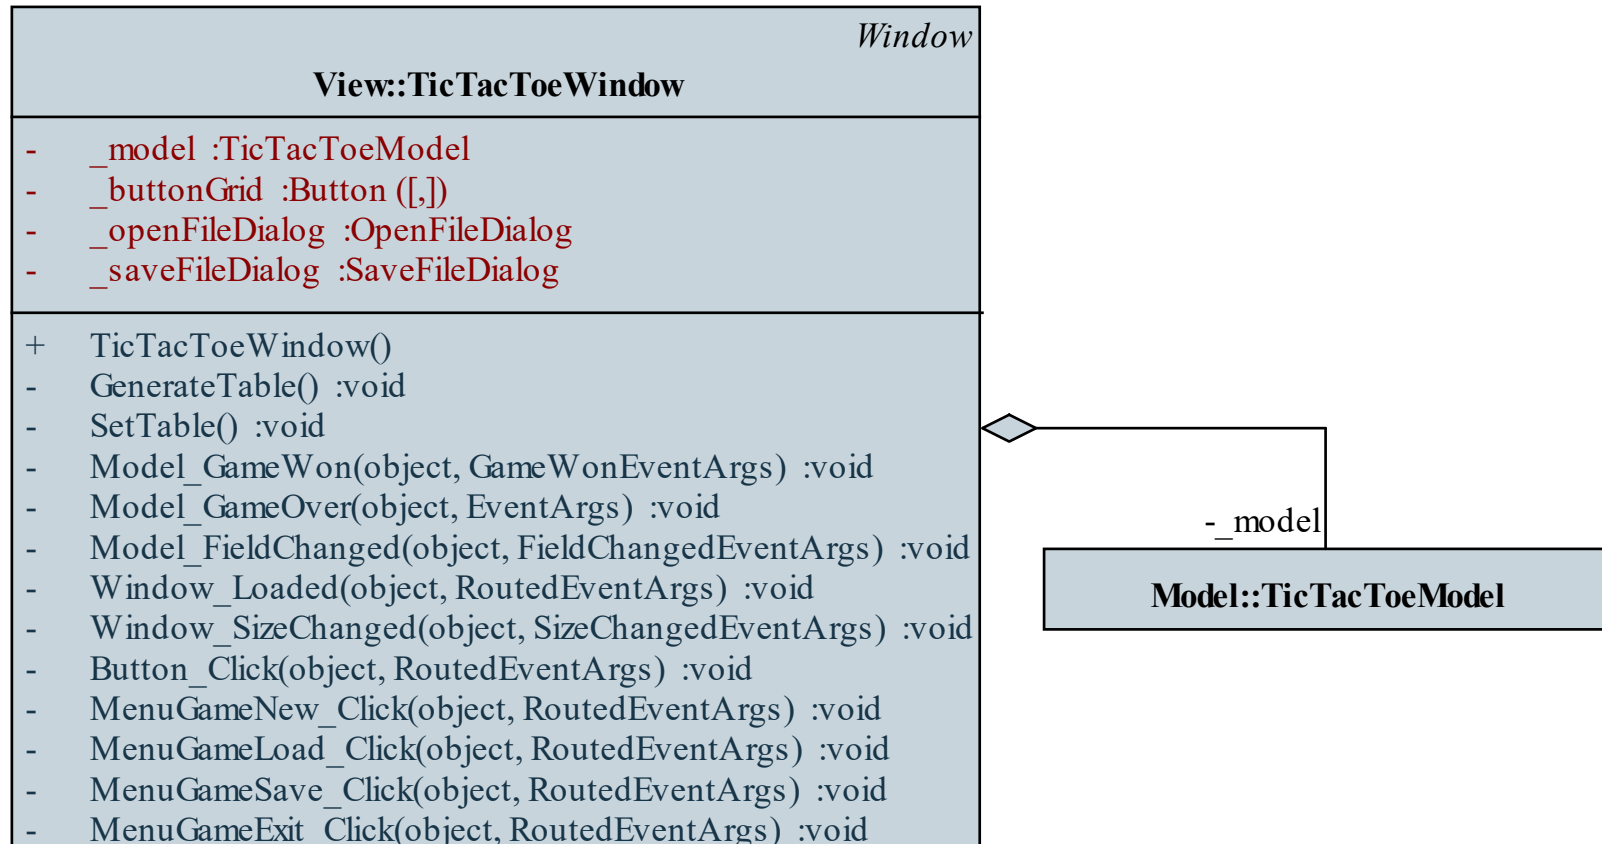 Window
View::TicTacToeWindow
- _model :TicTacToeModel
- _buttonGrid :Button ([,])
- _openFileDialog :OpenFileDialog
- _saveFileDialog :SaveFileDialog
+ TicTacToeWindow()
- GenerateTable() :void
- SetTable() :void
- Model_GameWon(object, GameWonEventArgs) :void
- Model_GameOver(object, EventArgs) :void
- Model_FieldChanged(object, FieldChangedEventArgs) :void
- Window_Loaded(object, RoutedEventArgs) :void
- Window_SizeChanged(object, SizeChangedEventArgs) :void
- Button_Click(object, RoutedEventArgs) :void
- MenuGameNew_Click(object, RoutedEventArgs) :void
- MenuGameLoad_Click(object, RoutedEventArgs) :void
- MenuGameSave_Click(object, RoutedEventArgs) :void
- MenuGameExit_Click(object, RoutedEventArgs) :void
-_model
Model::TicTacToeModel